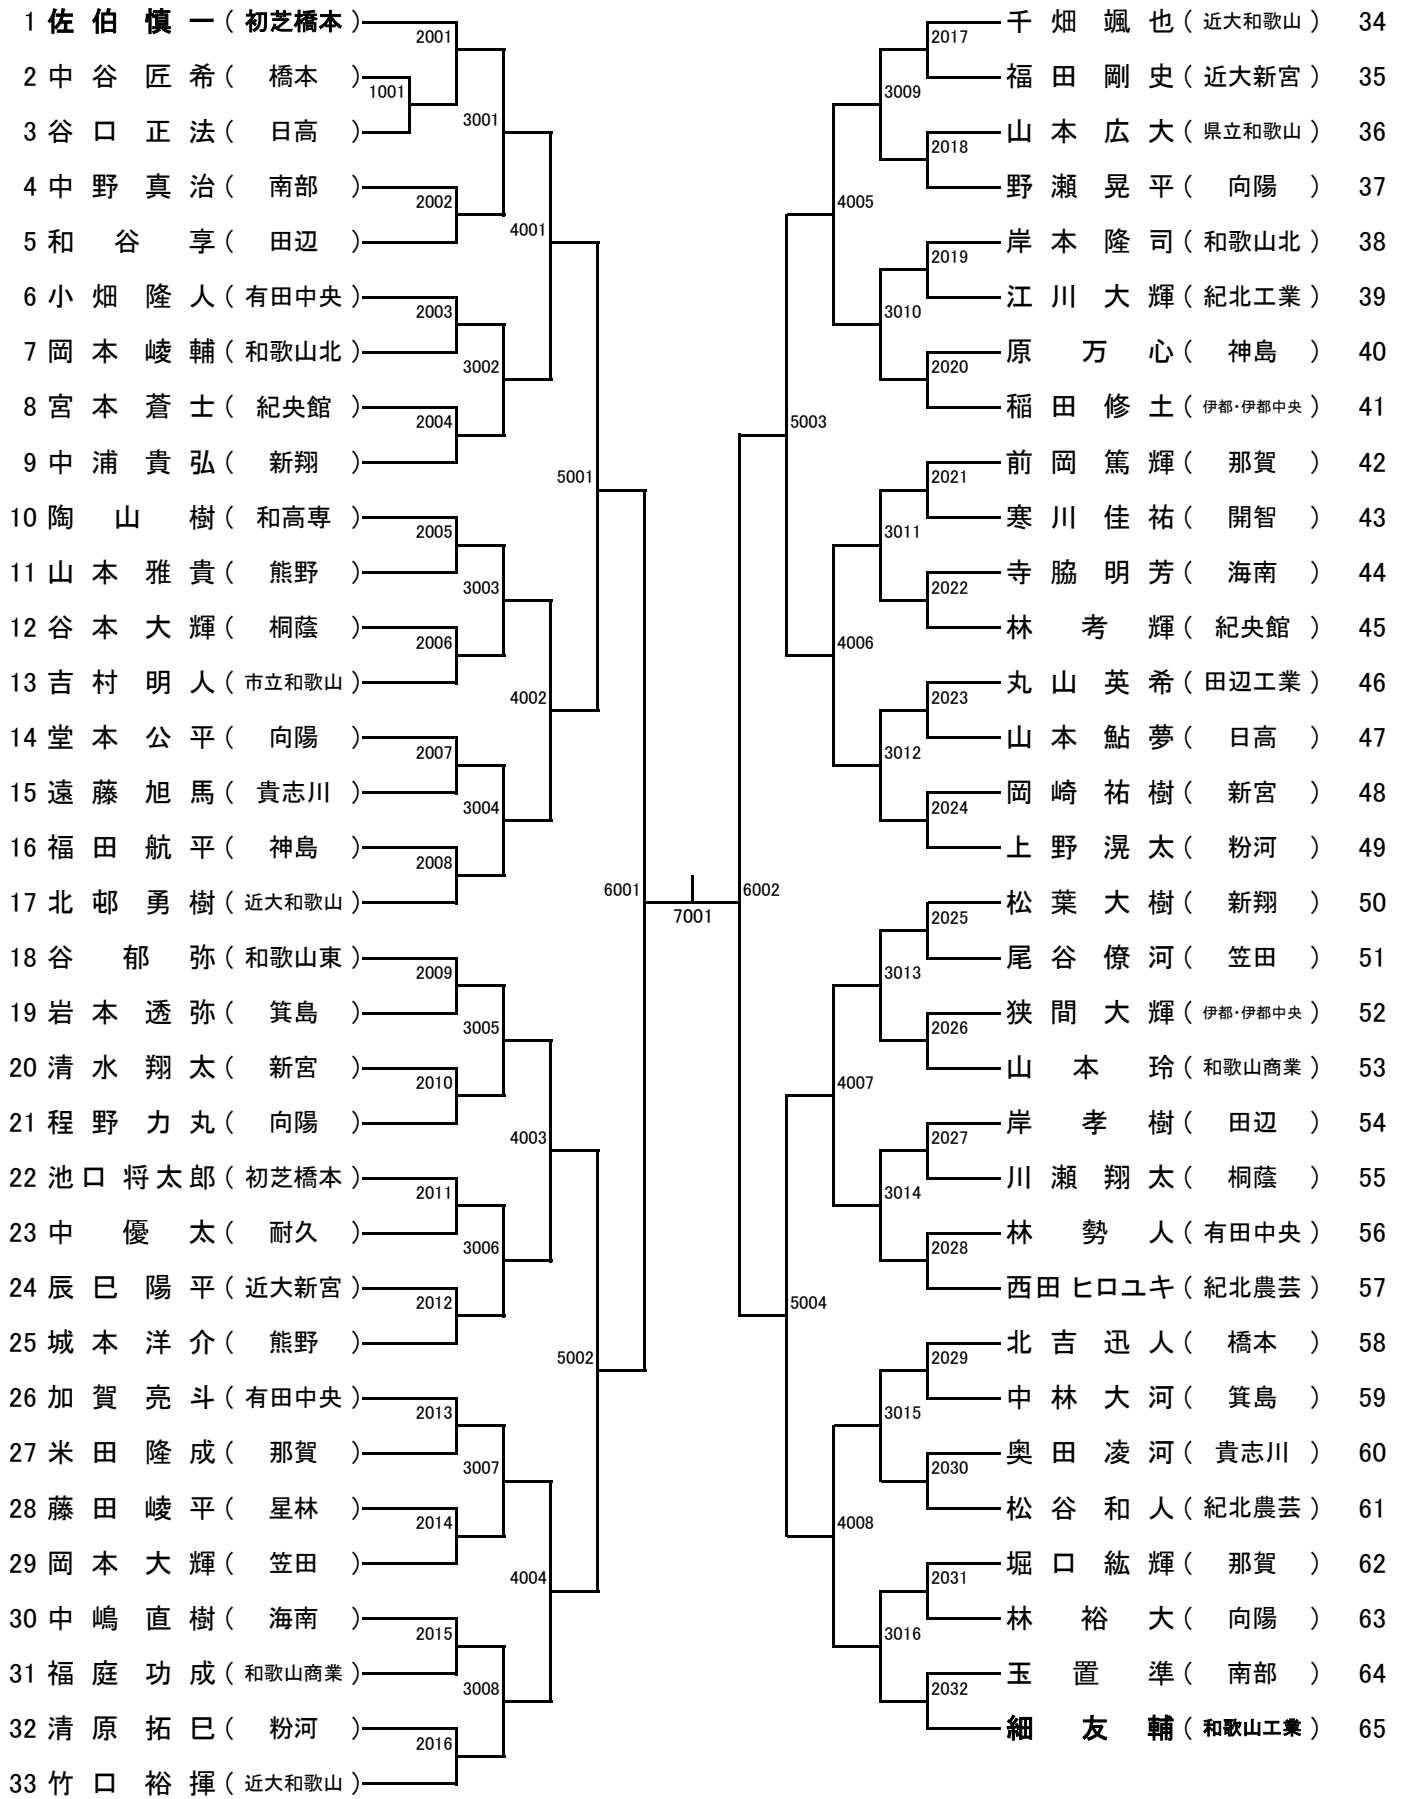 1 佐伯 慎一 ( 初芝橋本 )
2 中谷 匠希 ( 橋本 )
3 谷口 正法 ( 日高 )
4 中野 真治 ( 南部 )
5 和谷 享 ( 田辺 )
6 小畑 隆人 ( 有田中央 )
7 岡本 崚輔 ( 和歌山北 )
8 宮本 蒼士 ( 紀央館 )
9 中浦 貴弘 ( 新翔 )
10 陶山 樹 ( 和高専 )
11 山本 雅貴 ( 熊野 )
12 谷本 大輝 ( 桐蔭 )
13 吉村 明人 ( 市立和歌山 )
14 堂本 公平 ( 向陽 )
15 遠藤 旭馬 ( 貴志川 )
16 福田 航平 ( 神島 )
17 北邨 勇樹 ( 近大和歌山 )
18 谷 郁弥 ( 和歌山東 )
19 岩本 透弥 ( 箕島 )
20 清水 翔太 ( 新宮 )
21 程野 力丸 ( 向陽 )
22 池口 将太郎 ( 初芝橋本 )
23 中 優太 ( 耐久 )
24 辰巳 陽平 ( 近大新宮 )
25 城本 洋介 ( 熊野 )
26 加賀 亮斗 ( 有田中央 )
27 米田 隆成 ( 那賀 )
28 藤田 崚平 ( 星林 )
29 岡本 大輝 ( 笠田 )
30 中嶋 直樹 ( 海南 )
31 福庭 功成 ( 和歌山商業 )
32 清原 拓巳 ( 粉河 )
33 竹口 裕揮 ( 近大和歌山 )
1001
2001
2002
2003
2004
2005
2006
2007
2008
2009
2010
2011
2012
2013
2014
2015
2016
3001
3002
3003
3004
3005
3006
3007
3008
4001
4002
4003
4004
5001
5002
6001
7001
6002
5003
5004
4005
4006
4007
4008
3009
3010
3011
3012
3013
3014
3015
3016
2017
2018
2019
2020
2021
2022
2023
2024
2025
2026
2027
2028
2029
2030
2031
2032
千畑 颯也 ( 近大和歌山 ) 34
福田 剛史 ( 近大新宮 ) 35
山本 広大 ( 県立和歌山 ) 36
野瀬 晃平 ( 向陽 ) 37
岸本 隆司 ( 和歌山北 ) 38
江川 大輝 ( 紀北工業 ) 39
原 万心 ( 神島 ) 40
稲田 修土 ( 伊都・伊都中央 ) 41
前岡 篤輝 ( 那賀 ) 42
寒川 佳祐 ( 開智 ) 43
寺脇 明芳 ( 海南 ) 44
林 考輝 ( 紀央館 ) 45
丸山 英希 ( 田辺工業 ) 46
山本 鮎夢 ( 日高 ) 47
岡崎 祐樹 ( 新宮 ) 48
上野 滉太 ( 粉河 ) 49
松葉 大樹 ( 新翔 ) 50
尾谷 僚河 ( 笠田 ) 51
狭間 大輝 ( 伊都・伊都中央 ) 52
山本 玲 ( 和歌山商業 ) 53
岸 孝樹 ( 田辺 ) 54
川瀬 翔太 ( 桐蔭 ) 55
林 勢人 ( 有田中央 ) 56
西田 ヒロユキ ( 紀北農芸 ) 57
北吉 迅人 ( 橋本 ) 58
中林 大河 ( 箕島 ) 59
奥田 凌河 ( 貴志川 ) 60
松谷 和人 ( 紀北農芸 ) 61
堀口 紘輝 ( 那賀 ) 62
林 裕大 ( 向陽 ) 63
玉置 準 ( 南部 ) 64
細 友輔 ( 和歌山工業 ) 65